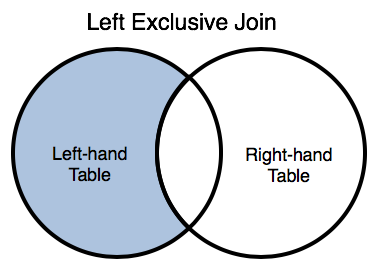 Left Exclusive Join
Left-hand
Table
Right-hand
Table